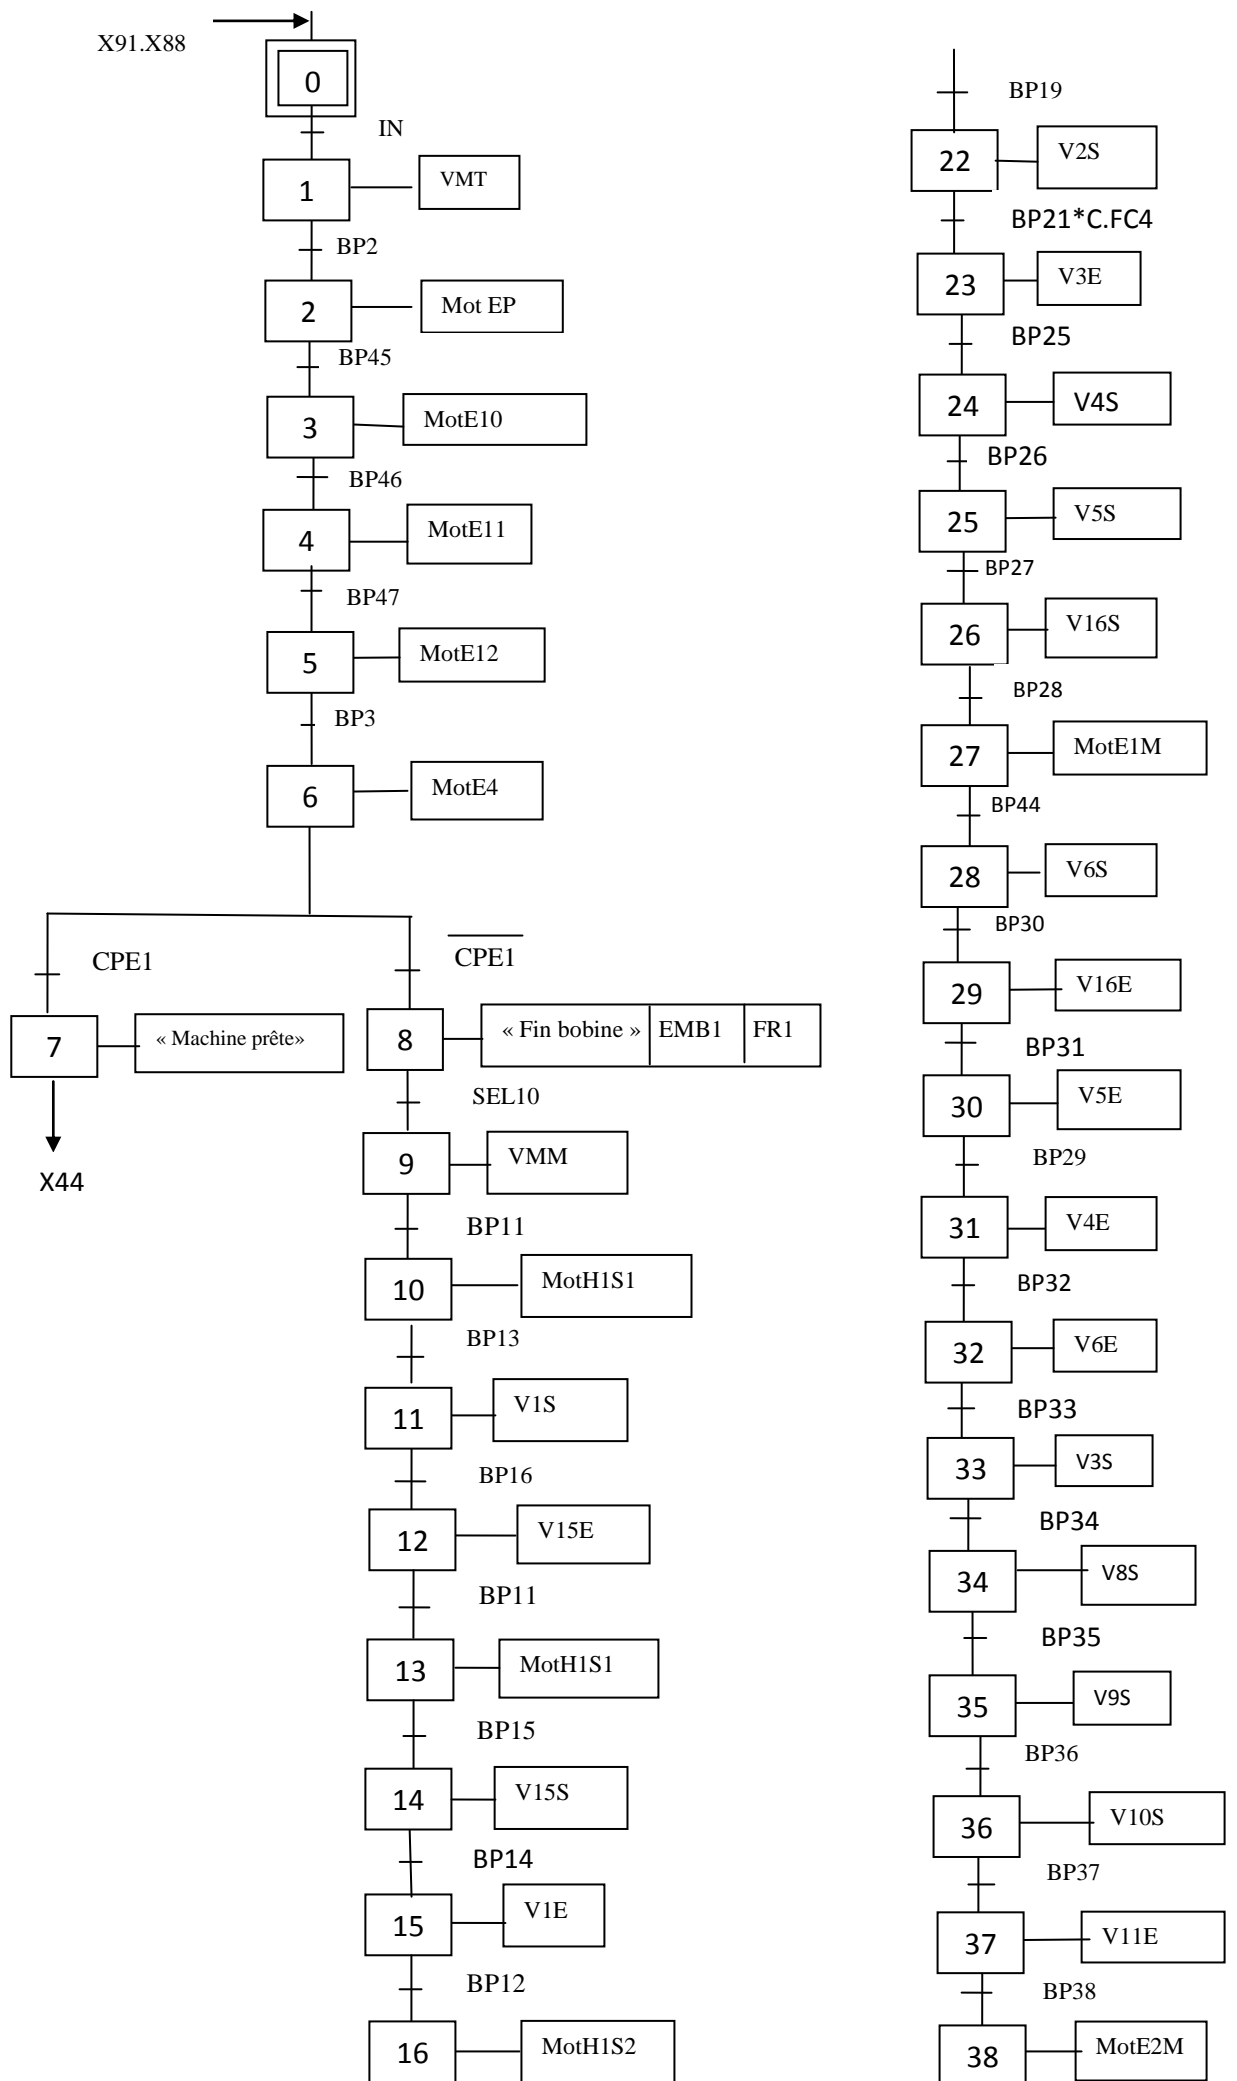 X91.X88
0
IN
1
VMT
BP2
2
Mot EP
BP45
3
MotE10
BP46
4
MotE11
BP47
5
MotE12
BP3
6
MotE4
CPE1
CPE1
7
« Machine prête»
X44
8
« Fin bobine »
EMB1
FR1
SEL10
9
VMM
BP11
10
MotH1S1
BP13
11
V1S
BP16
12
V15E
BP11
13
MotH1S1
BP15
14
V15S
BP14
15
V1E
BP12
16
MotH1S2
BP19
22
V2S
BP21*C.FC4
23
V3E
BP25
24
V4S
BP26
25
V5S
BP27
26
V16S
BP28
27
MotE1M
BP44
28
V6S
BP30
29
V16E
BP31
30
V5E
BP29
31
V4E
BP32
32
V6E
BP33
33
V3S
BP34
34
V8S
BP35
35
V9S
BP36
36
V10S
BP37
37
V11E
BP38
38
MotE2M